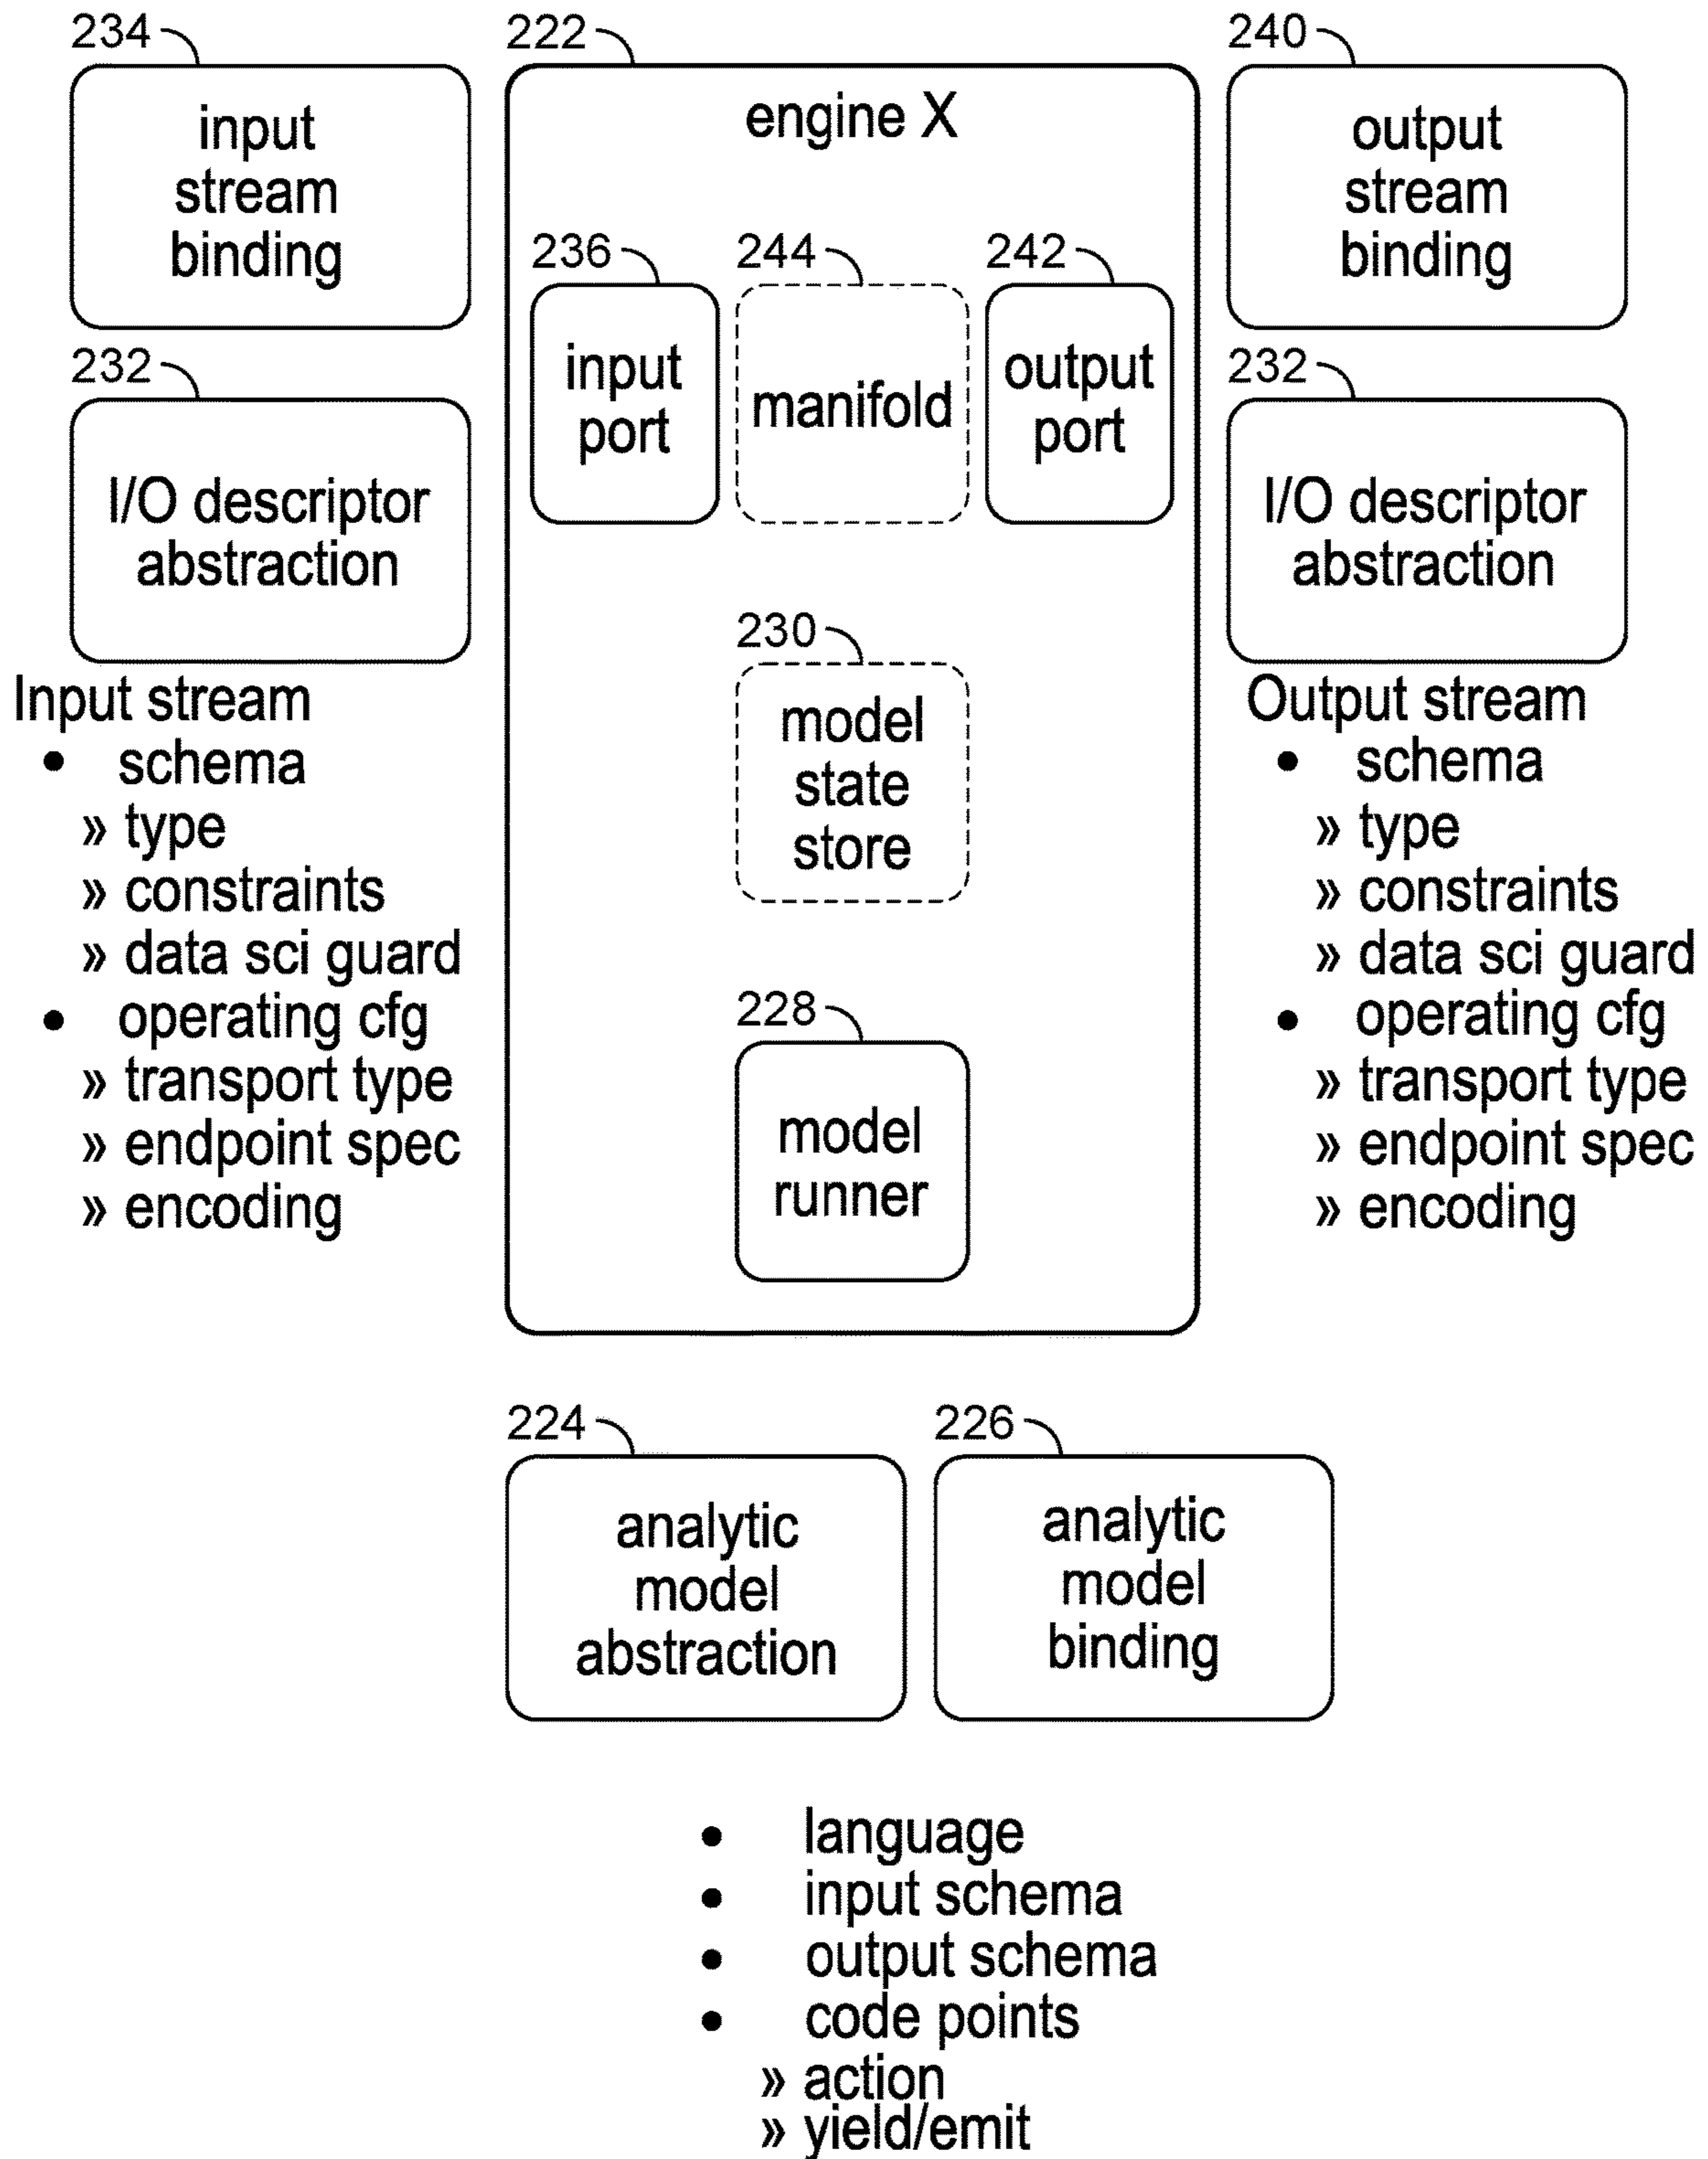 234
input
stream
binding
232
I/O descriptor
abstraction
Input stream
• schema
» type
» constraints
» data sci guard
• operating cfg
» transport type
» endpoint spec
» encoding
222
engine X
236
input
port
244
manifold
242
output
port
230
model
state
store
228
model
runner
240
output
stream
binding
232
I/O descriptor
abstraction
Output stream
• schema
» type
» constraints
» data sci guard
• operating cfg
» transport type
» endpoint spec
» encoding
224
analytic
model
abstraction
226
analytic
model
binding
• language
• input schema
• output schema
• code points
» action
» yield/emit